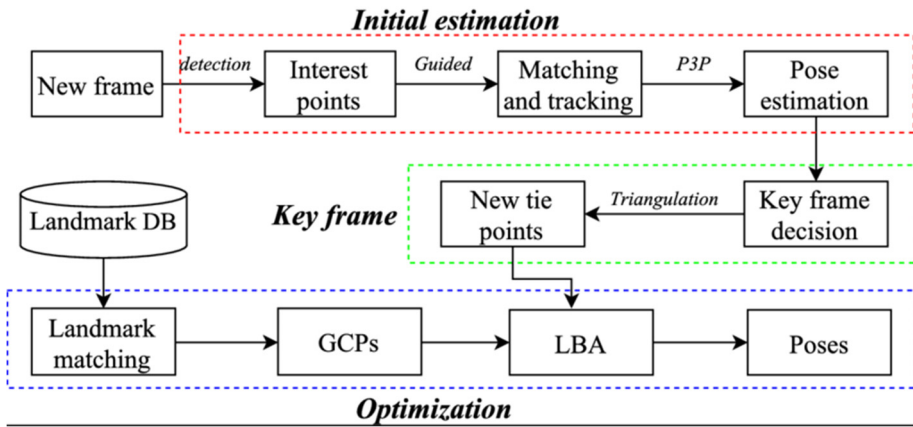 Initial estimation
New frame
detection
Interest
points
Guided
Matching
and tracking
P3P
Pose
estimation
Landmark DB
Key frame
New tie
points
Triangulation
Key frame
decision
Landmark
matching
GCPs
LBA
Poses
Optimization